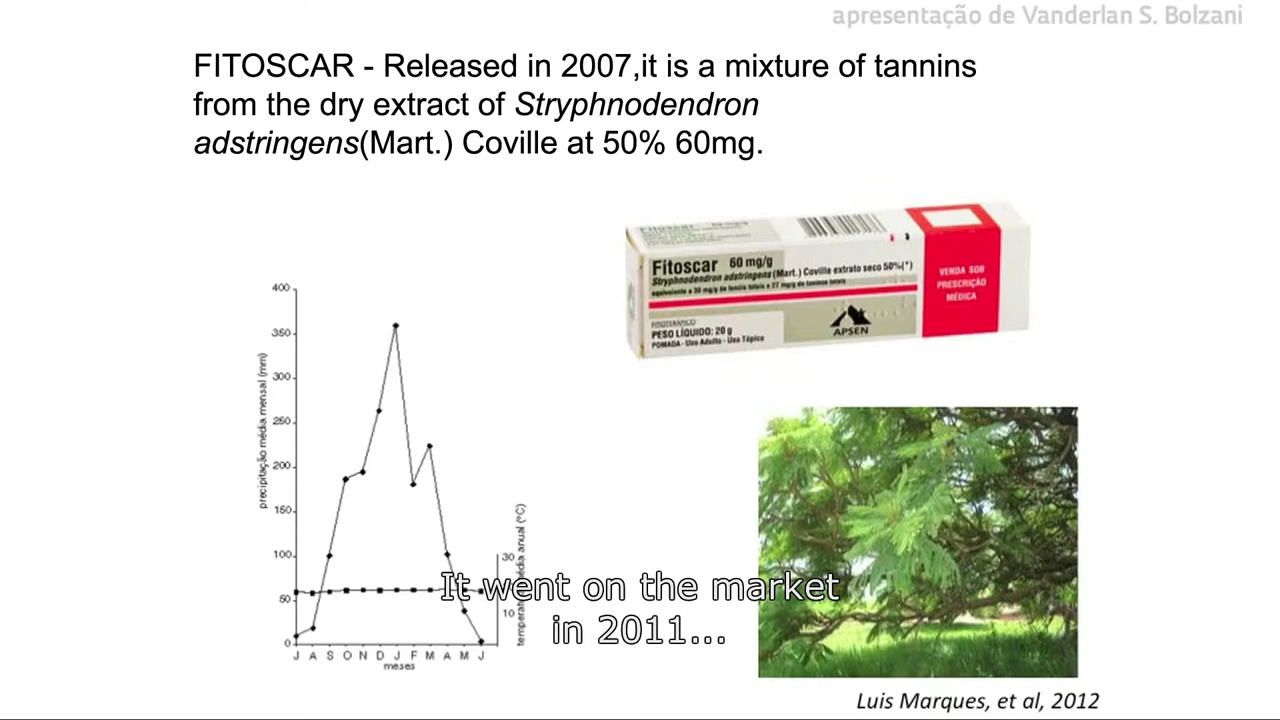 apresentação de Vanderlan S. Bolzani
FITOSCAR - Released in 2007,it is a mixture of tannins
from the dry extract of Stryphnodendron
adstringens(Mart.) Coville at 50% 60mg.
Fitoscar
Fitoscar 60 mg/g
Stryphnodendron adstringens (Mart.) Coville extrato seco 50%(*)
PESO LÍQUIDO: 20 g
POMADA - Uso Adulto - Uso Tópico
APSEN
VENDA SOB
PRESCRIÇÃO
MÉDICA
precipitação média mensal (mm)
400
350
300
250
200
150
100
50
0
J A S O N D J F M A M J
meses
30
10
It went on the market
in 2011...
Luis Marques, et al, 2012